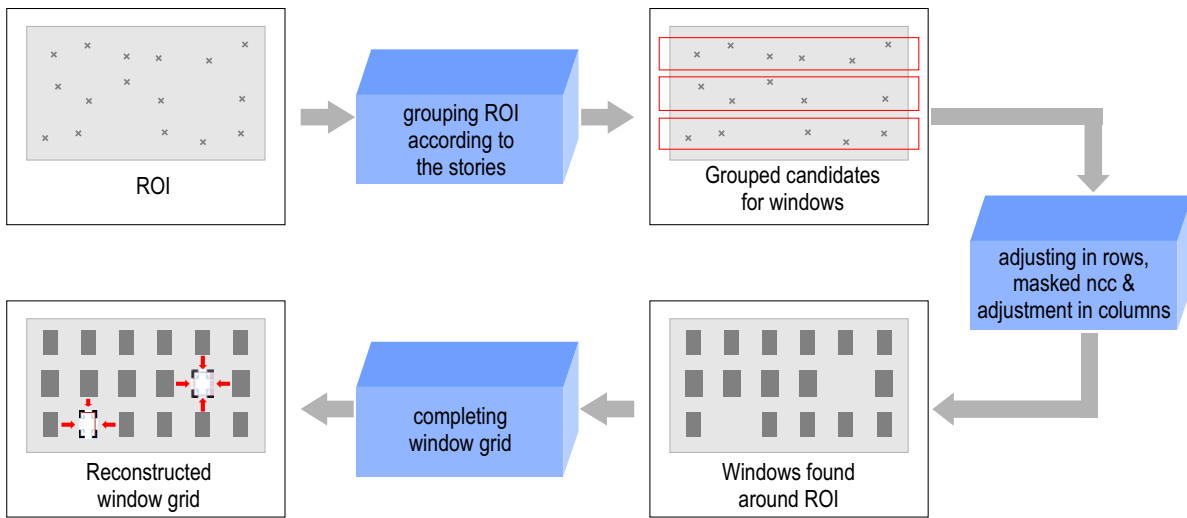 ROI
grouping ROI
according to
the stories
Grouped candidates
for windows
adjusting in rows,
masked ncc &
adjustment in columns
Windows found
around ROI
completing
window grid
Reconstructed
window grid